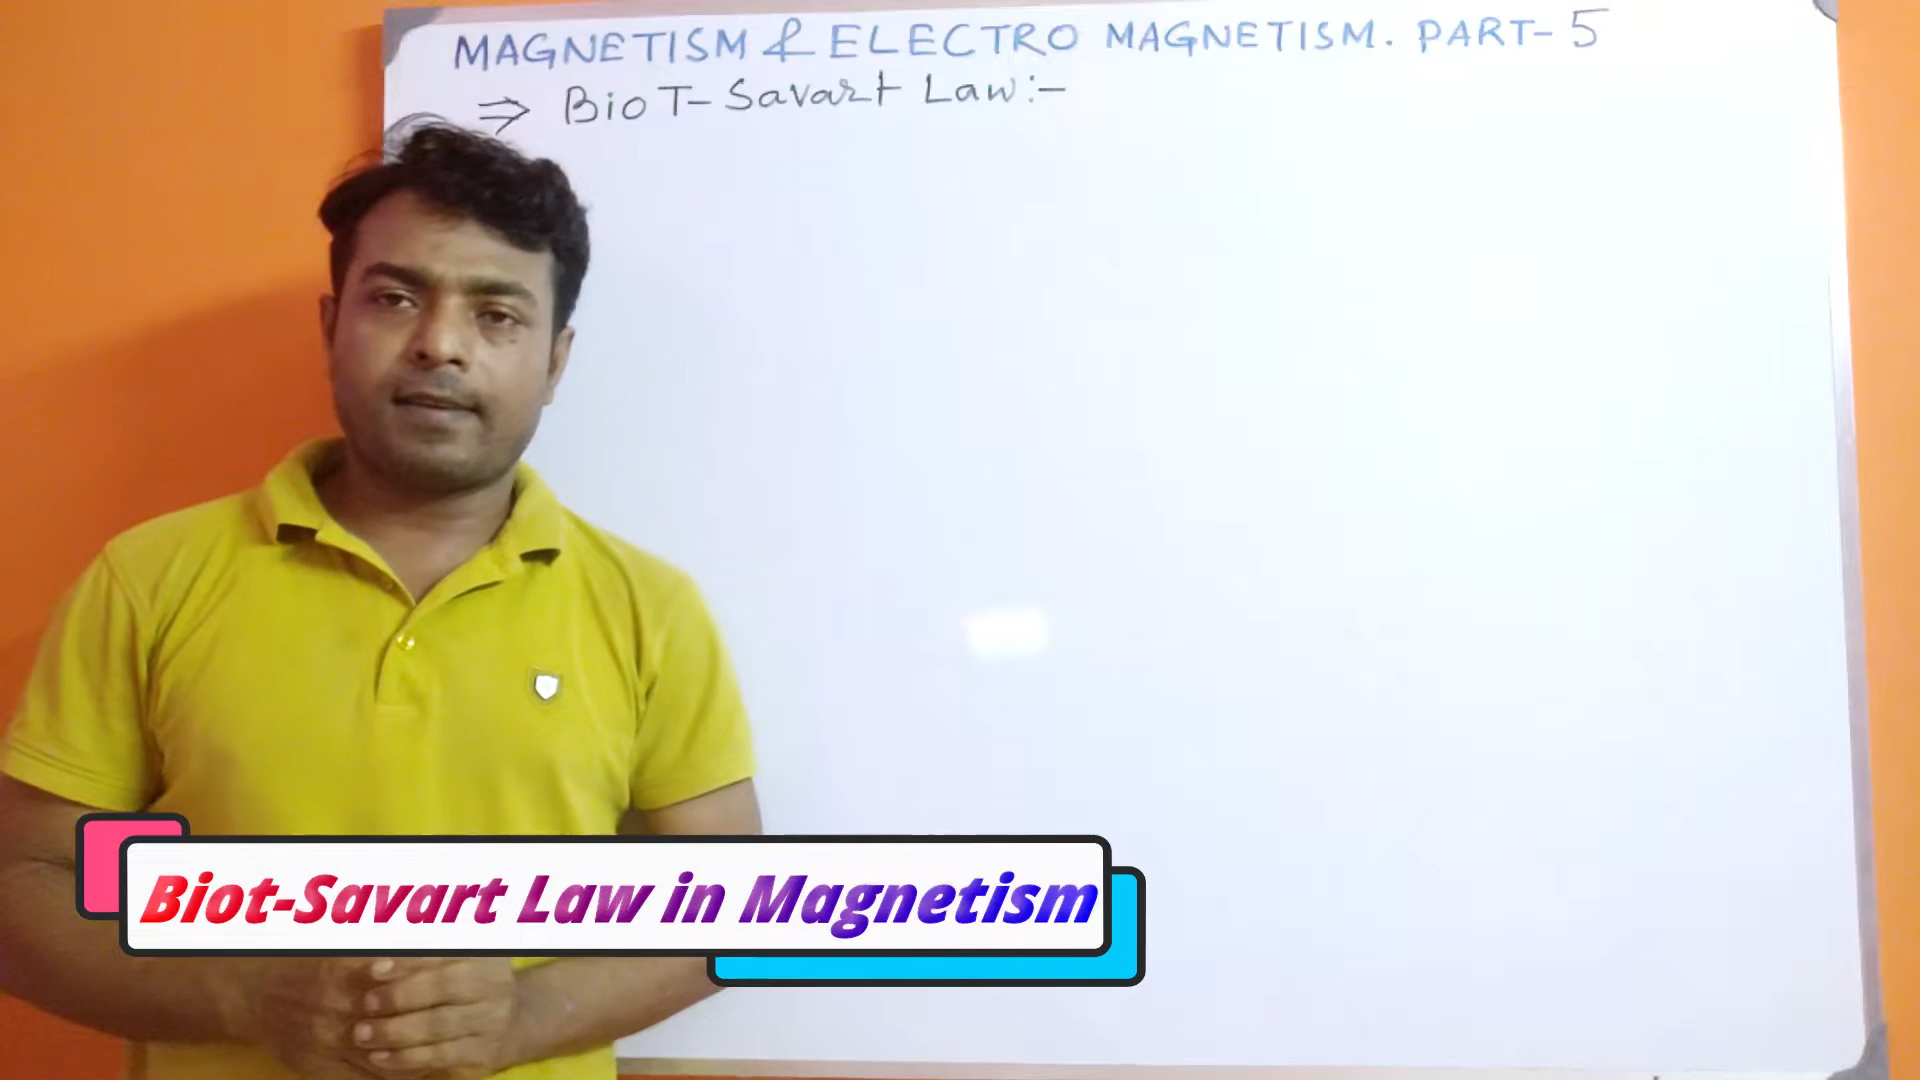 MAGNETISM & ELECTRO MAGNETISM. PART-5
⇒ BioT-Savart Law:-
Biot-Savart Law in Magnetism